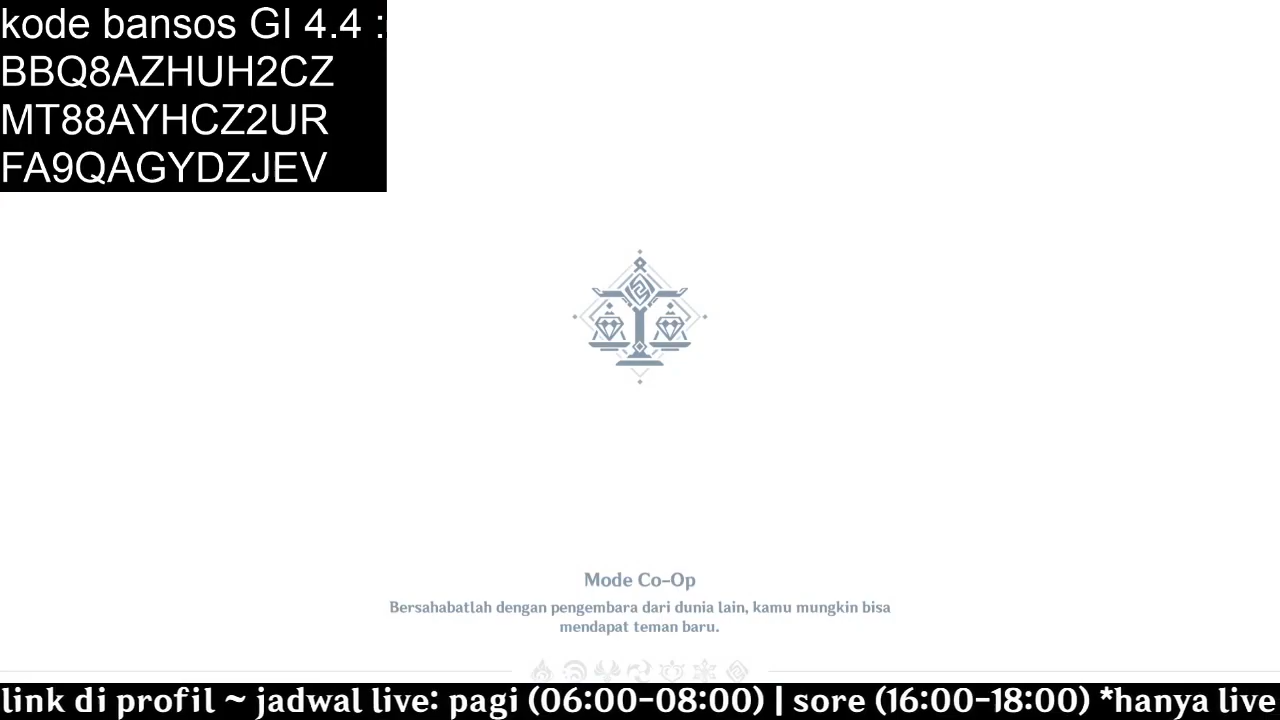 kode bansos GI 4.4 :
BBQ8AZHUH2CZ
MT88AYHCZ2UR
FA9QAGYDZJEV
Mode Co-Op
Bersahabatlah dengan pengembara dari dunia lain, kamu mungkin bisa
mendapat teman baru.
link di profil ~ jadwal live: pagi (06:00-08:00) | sore (16:00-18:00) *hanya live